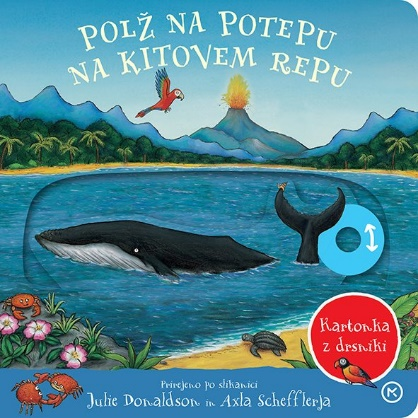 POLŽ NA POTEPU
NA KITOVEM REPU
Kartonka
z drsniki
Prirejeno po slikanici
Julie Donaldson in Axla Schefflerja